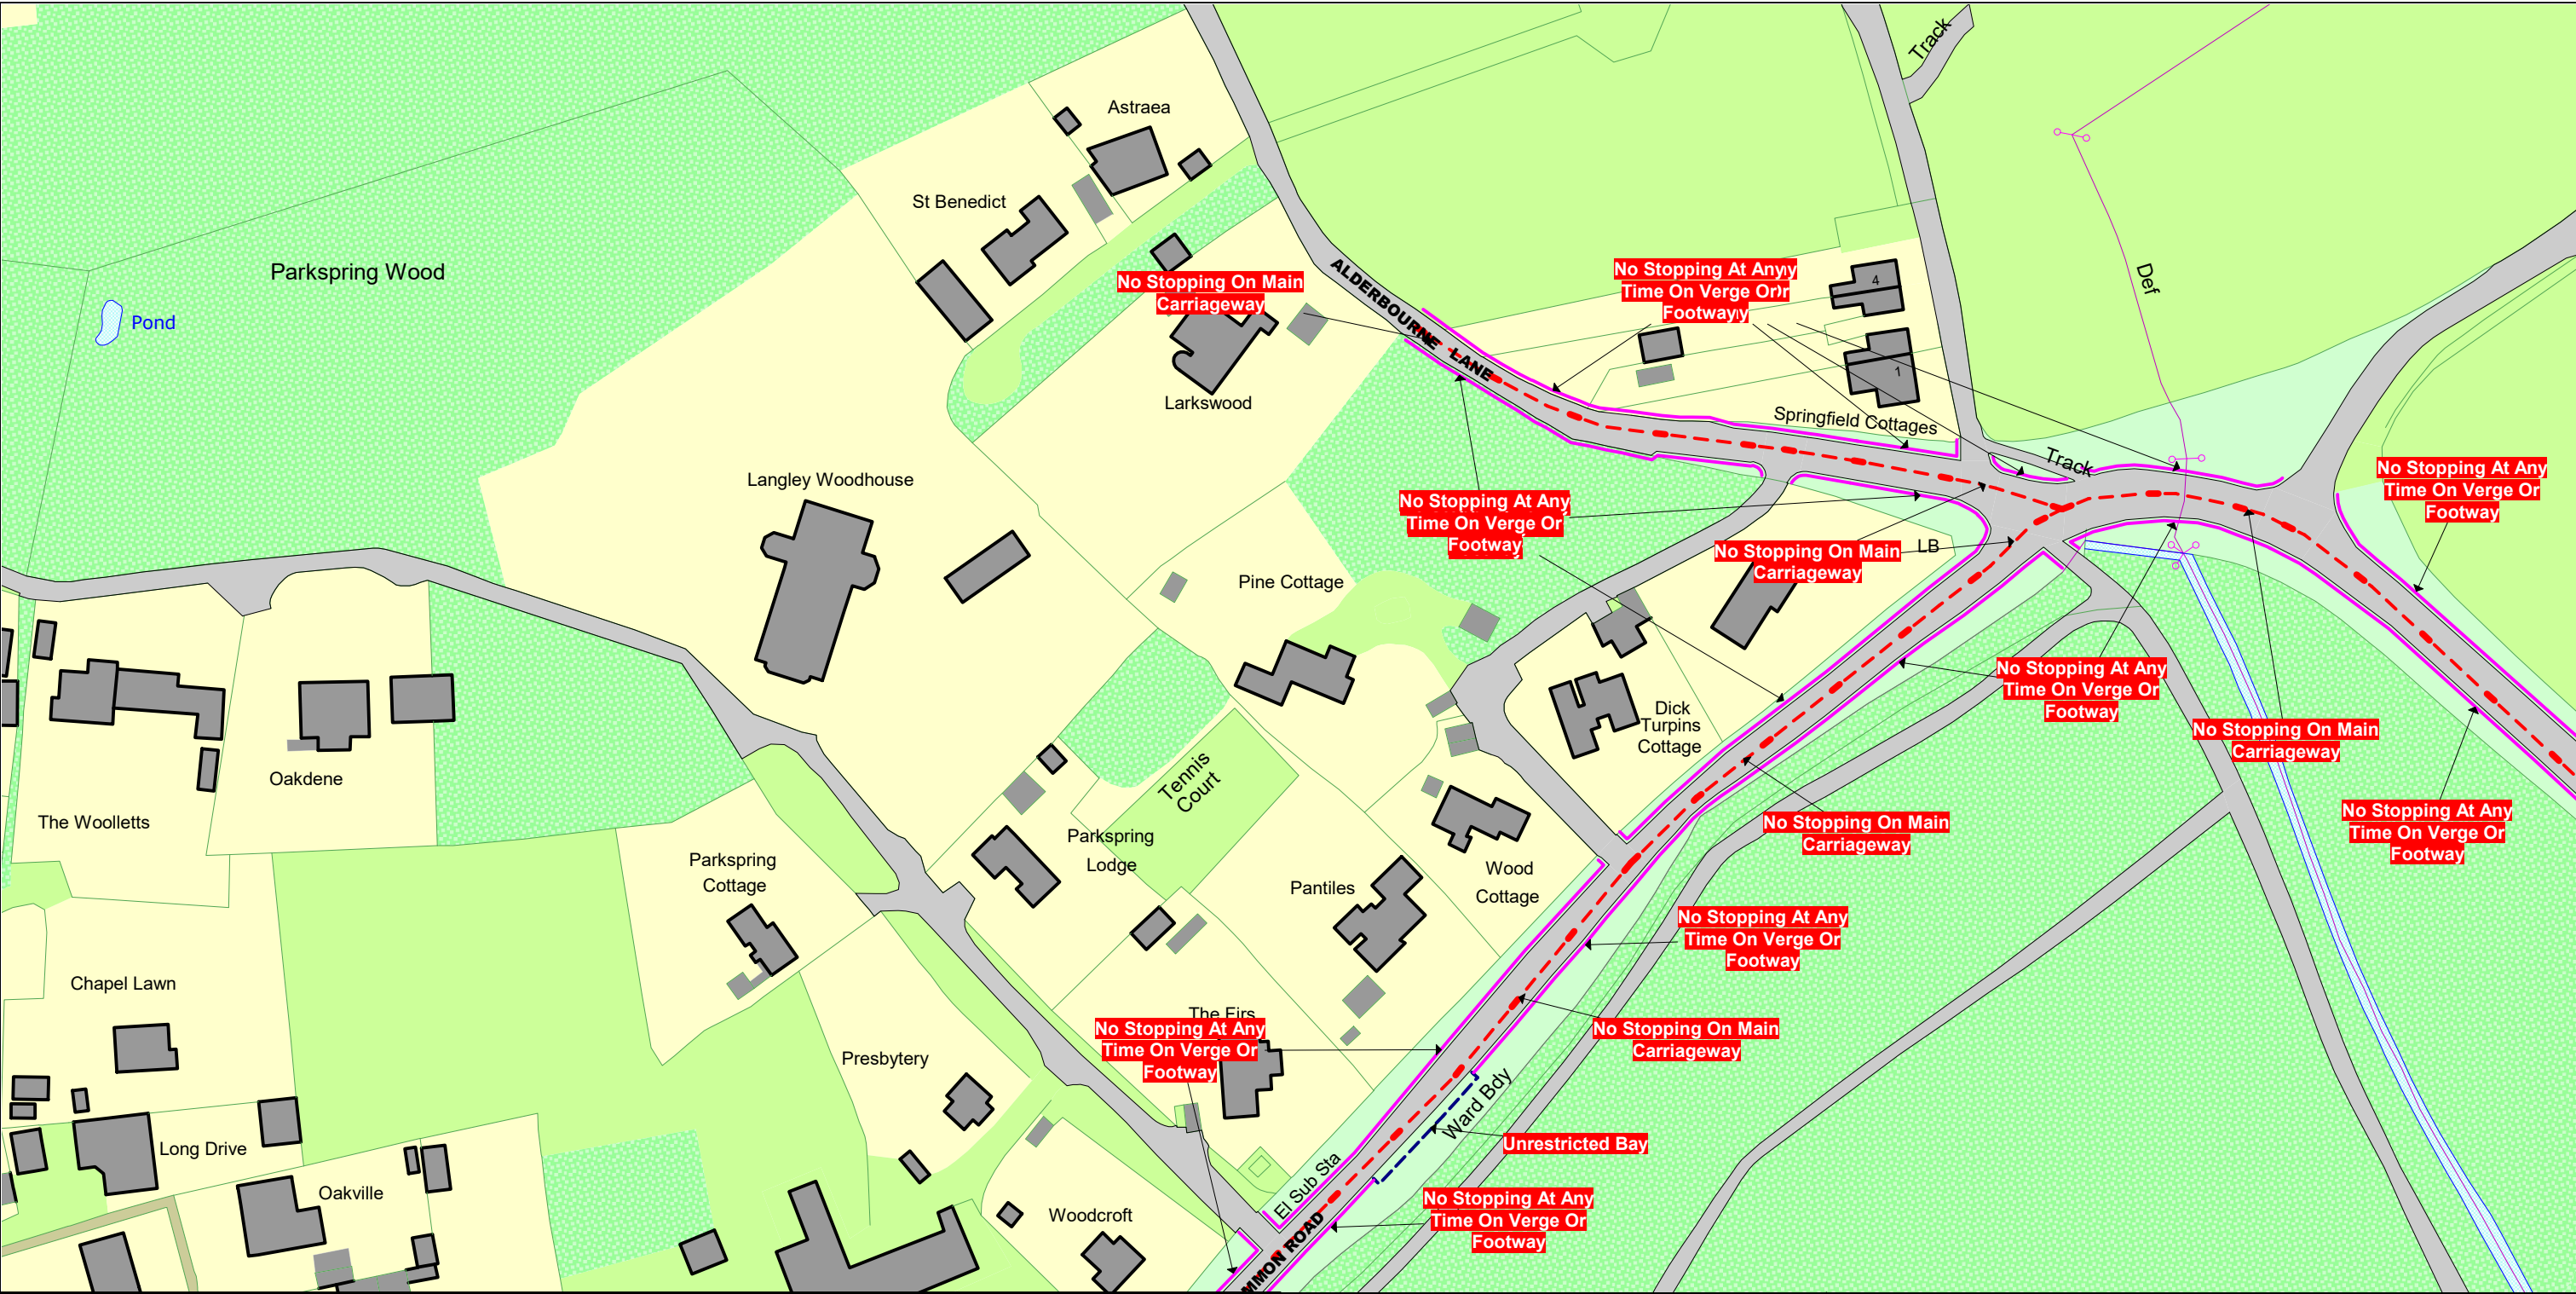 Track
Astraea
St Benedict
Parkspring Wood
Pond
Def
ALDERBOURNE LANE
No Stopping On Main
Carriageway
No Stopping At Any
Time On Verge Or
Footway
4
1
Larkswood
Springfield Cottages
Track
Langley Woodhouse
No Stopping At Any
Time On Verge Or
Footway
No Stopping At Any
Time On Verge Or
Footway
LB
No Stopping On Main
Carriageway
Pine Cottage
No Stopping At Any
Time On Verge Or
Footway
Dick
Turpins
Cottage
No Stopping On Main
Carriageway
Tennis
Court
Oakdene
The Woolletts
Parkspring
Lodge
No Stopping On Main
Carriageway
No Stopping At Any
Time On Verge Or
Footway
Parkspring
Cottage
Pantiles
Wood
Cottage
No Stopping At Any
Time On Verge Or
Footway
Chapel Lawn
The Firs
No Stopping At Any
Time On Verge Or
Footway
No Stopping On Main
Carriageway
Presbytery
Ward Bdy
Unrestricted Bay
Long Drive
Oakville
El Sub Sta
No Stopping At Any
Time On Verge Or
Footway
Woodcroft
MMON ROAD